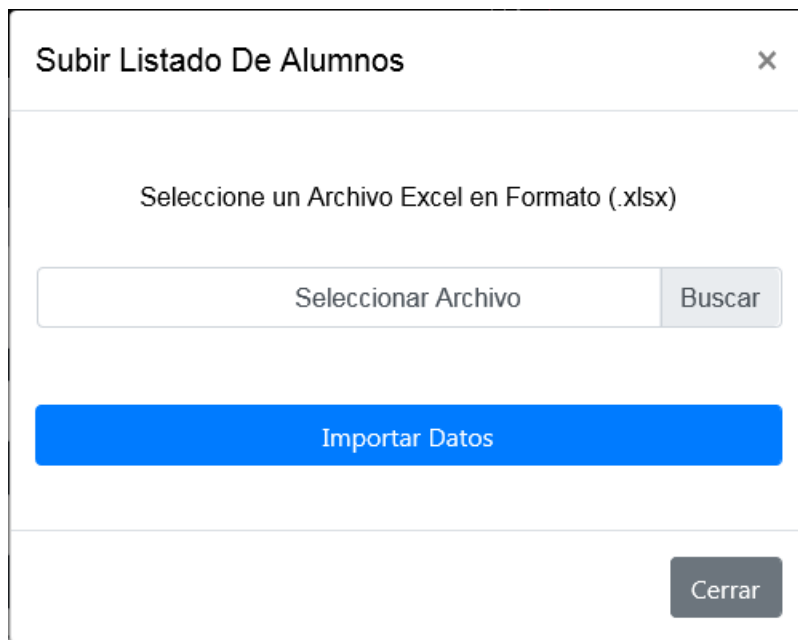 Subir Listado De Alumnos ×
Seleccione un Archivo Excel en Formato (.xlsx)
Seleccionar Archivo Buscar
Importar Datos
Cerrar